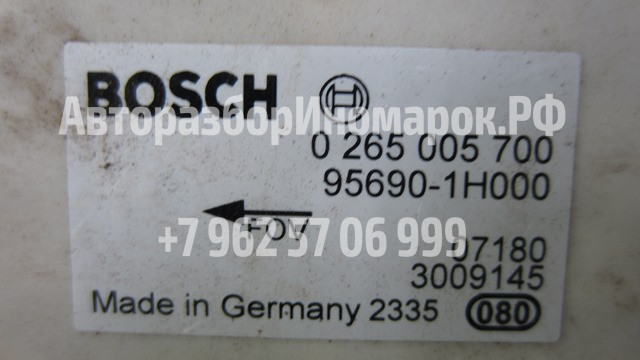 BOSCH
АвторазборИномарок.РФ
0 265 005 700
95690-1H000
+7 962 57 06 999
07180
3009145
Made in Germany 2335 080